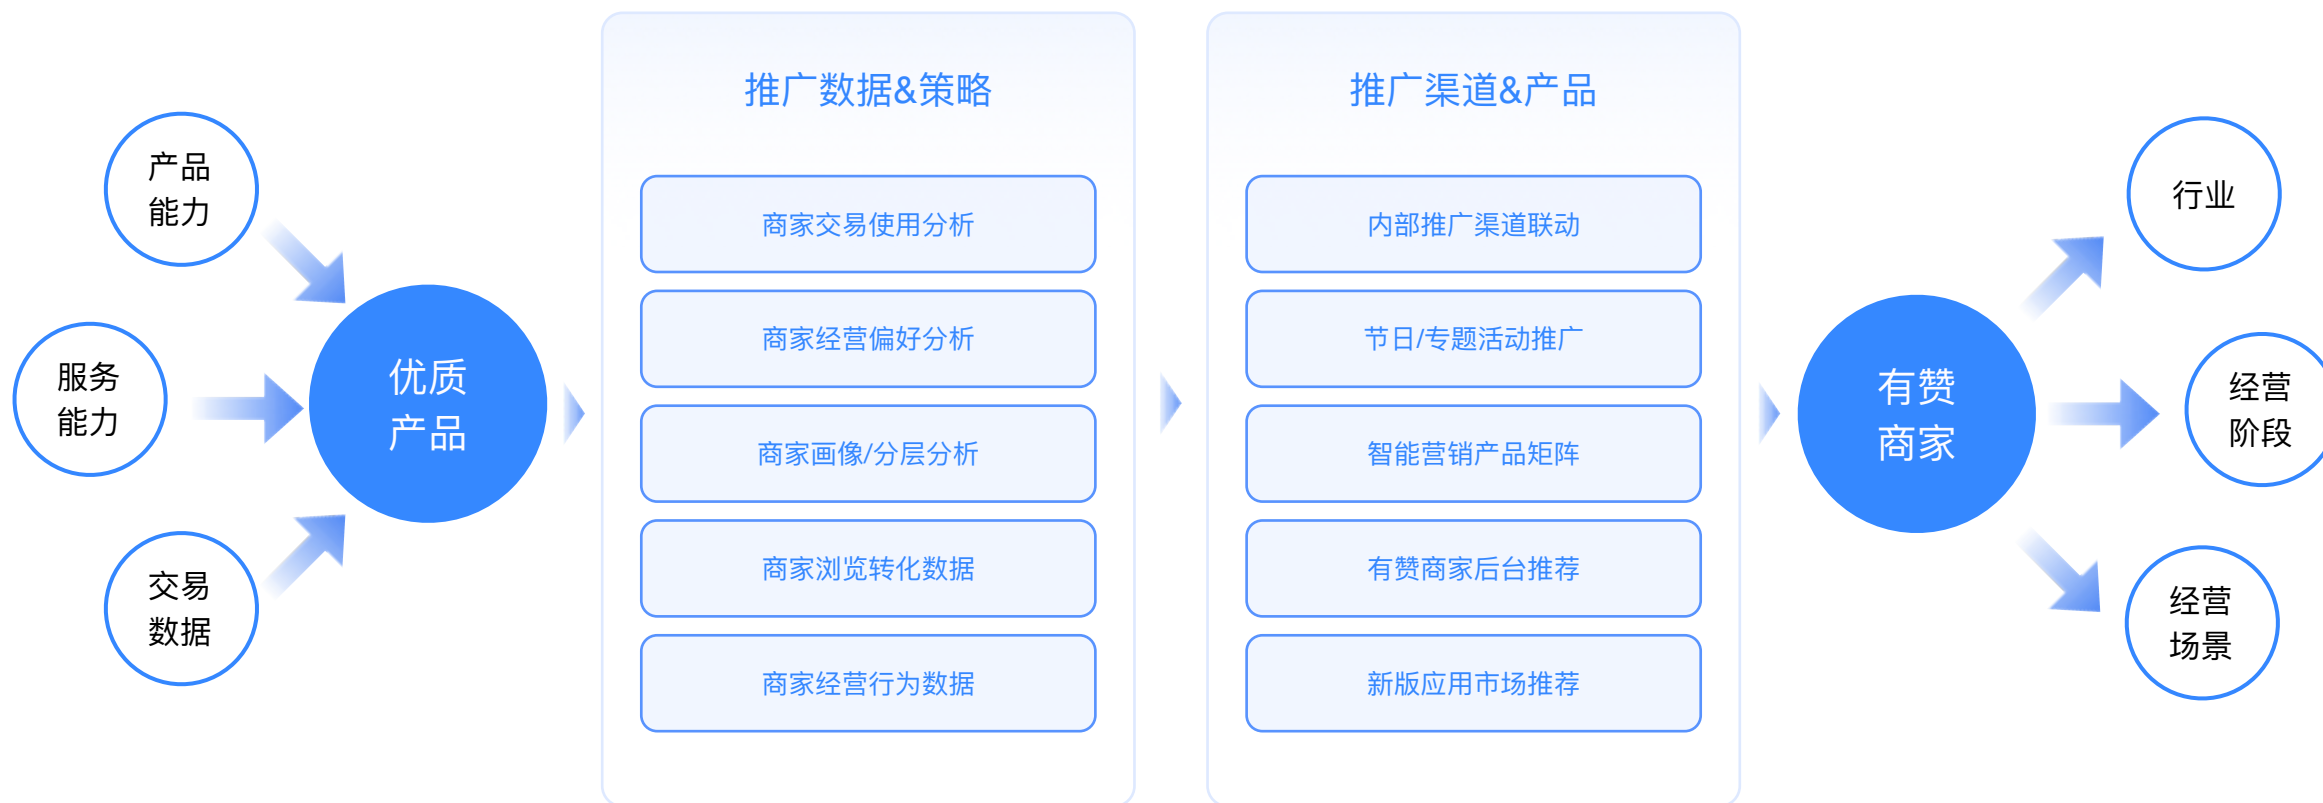 产品
能力
服务
能力
交易
数据
优质
产品
推广数据&策略
商家交易使用分析
商家经营偏好分析
商家画像/分层分析
商家浏览转化数据
商家经营行为数据
推广渠道&产品
内部推广渠道联动
节日/专题活动推广
智能营销产品矩阵
有赞商家后台推荐
新版应用市场推荐
有赞
商家
行业
经营
阶段
经营
场景